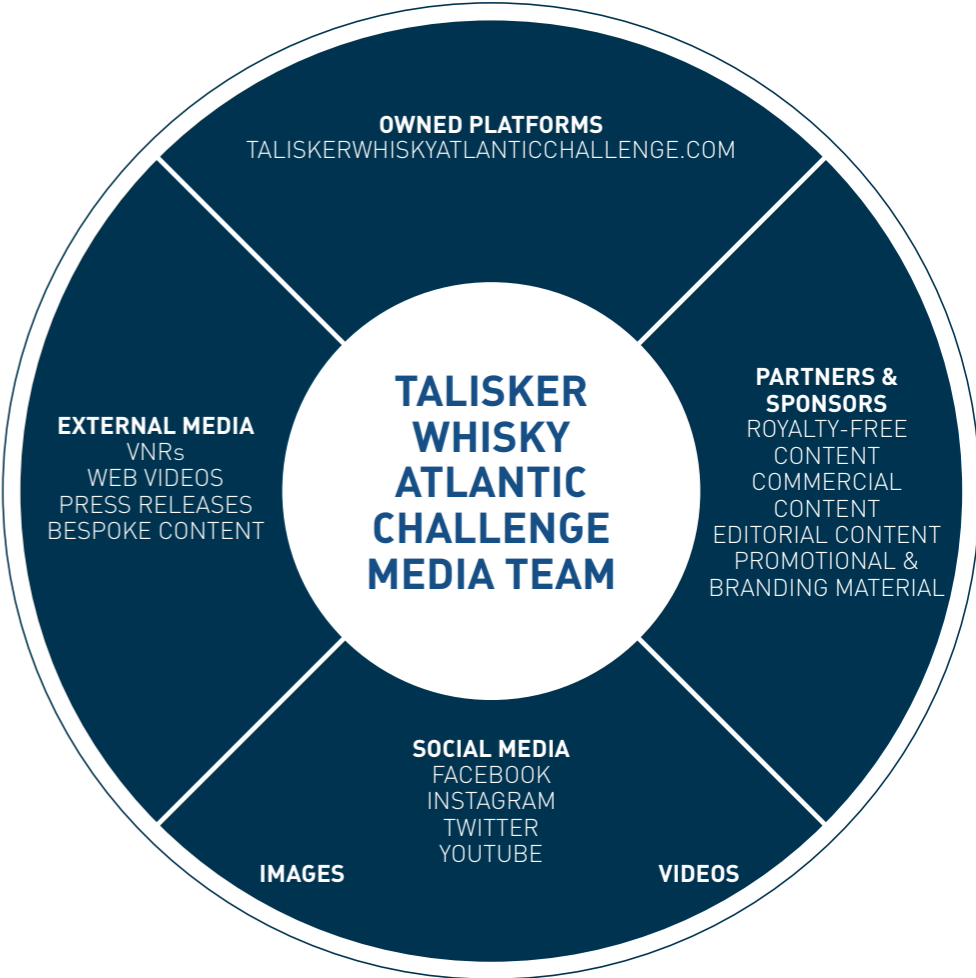 OWNED PLATFORMS
TALISKERWHISKYATLANTICCHALLENGE.COM
EXTERNAL MEDIA
VNRs
WEB VIDEOS
PRESS RELEASES
BESPOKE CONTENT
TALISKER
WHISKY
ATLANTIC
CHALLENGE
MEDIA TEAM
PARTNERS &
SPONSORS
ROYALTY-FREE
CONTENT
COMMERCIAL
CONTENT
EDITORIAL CONTENT
PROMOTIONAL &
BRANDING MATERIAL
SOCIAL MEDIA
FACEBOOK
INSTAGRAM
TWITTER
YOUTUBE
IMAGES
VIDEOS